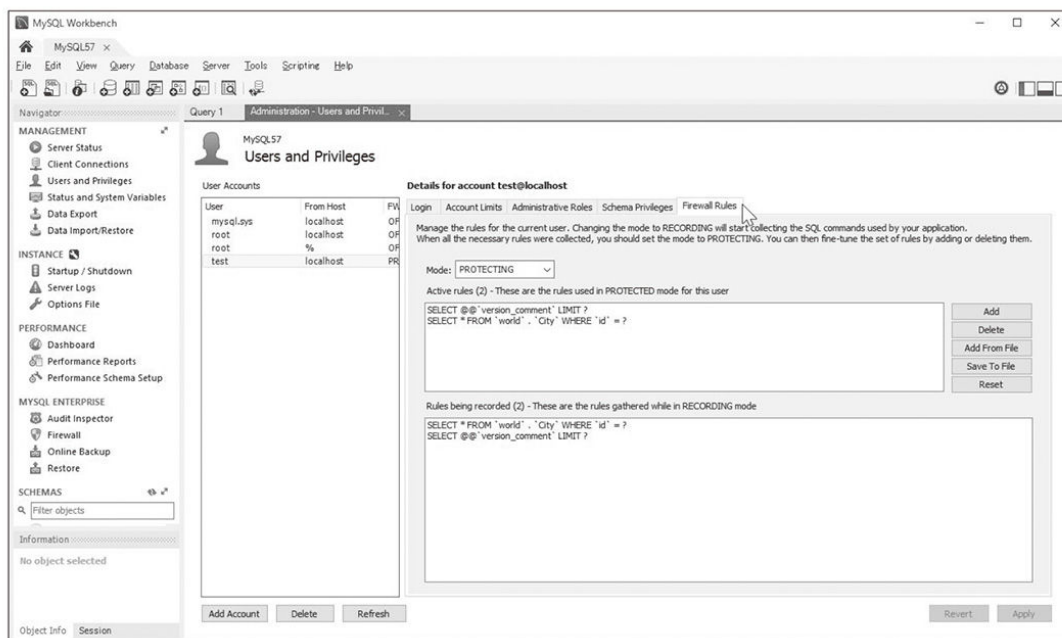 MySQL Workbench
MySQL57
File Edit View Query Database Server Tools Scripting Help
Navigator
MANAGEMENT
Server Status
Client Connections
Users and Privileges
Status and System Variables
Data Export
Data Import/Restore
INSTANCE
Startup / Shutdown
Server Logs
Options File
PERFORMANCE
Dashboard
Performance Reports
Performance Schema Setup
MYSQL ENTERPRISE
Audit Inspector
Firewall
Online Backup
Restore
SCHEMAS
Filter objects
Information
No object selected
Object Info Session
Query 1 Administration - Users and Privil...
MySQL57
Users and Privileges
User Accounts
User From Host FW
mysql.sys localhost OF
root localhost OF
root % OF
test localhost PR
Add Account Delete Refresh
Details for account test@localhost
Login Account Limits Administrative Roles Schema Privileges Firewall Rules
Manage the rules for the current user. Changing the mode to RECORDING will start collecting the SQL commands used by your application.
When all the necessary rules were collected, you should set the mode to PROTECTING. You can then fine-tune the set of rules by adding or deleting them.
Mode: PROTECTING
Active rules (2) - These are the rules used in PROTECTED mode for this user
SELECT @@`version_comment` LIMIT ?
SELECT * FROM `world` . `City` WHERE `id` = ?
Add
Delete
Add From File
Save To File
Reset
Rules being recorded (2) - These are the rules gathered while in RECORDING mode
SELECT * FROM `world` . `City` WHERE `id` = ?
SELECT @@`version_comment` LIMIT ?
Revert Apply